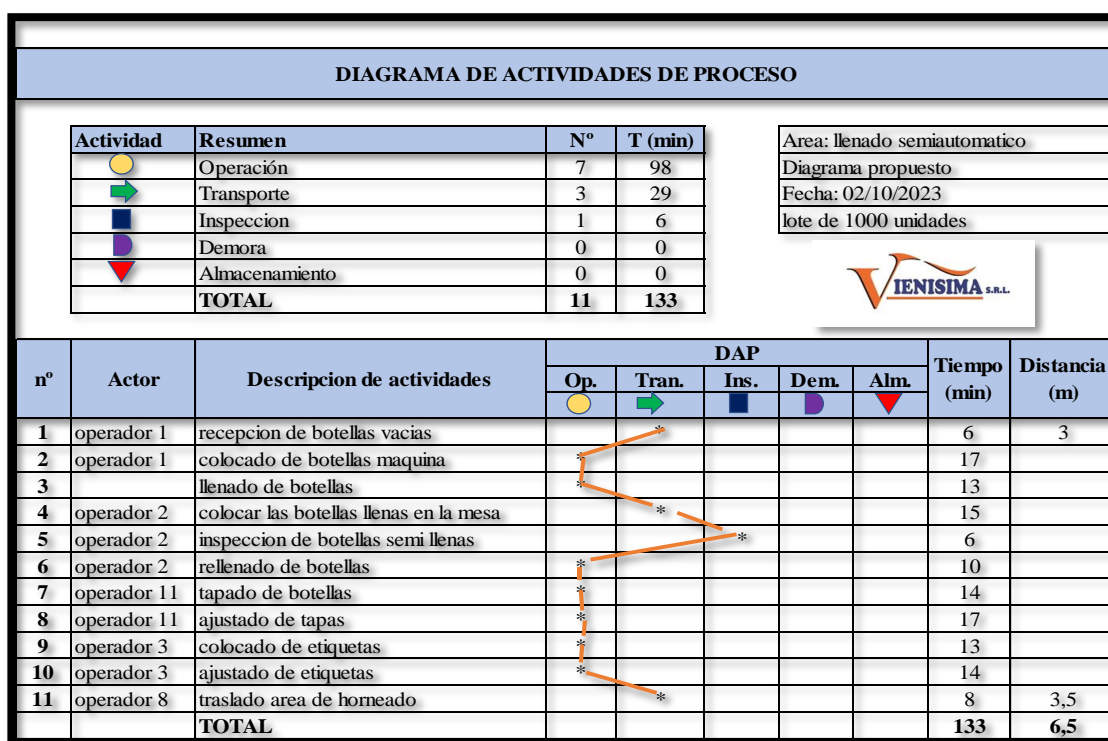 DIAGRAMA DE ACTIVIDADES DE PROCESO
Actividad Resumen Nº T (min)
Operación 7 98
Transporte 3 29
Inspeccion 1 6
Demora 0 0
Almacenamiento 0 0
TOTAL 11 133
Area: llenado semiautomatico
Diagrama propuesto
Fecha: 02/10/2023
lote de 1000 unidades
VIENISIMA S.R.L.
nº Actor Descripcion de actividades DAP Tiempo (min) Distancia (m)
Op. Tran. Ins. Dem. Alm.
1 operador 1 recepcion de botellas vacias * 6 3
2 operador 1 colocado de botellas maquina * 17
3 llenado de botellas * 13
4 operador 2 colocar las botellas llenas en la mesa * 15
5 operador 2 inspeccion de botellas semi llenas * 6
6 operador 2 rellenado de botellas * 10
7 operador 11 tapado de botellas * 14
8 operador 11 ajustado de tapas * 17
9 operador 3 colocado de etiquetas * 13
10 operador 3 ajustado de etiquetas * 14
11 operador 8 traslado area de horneado * 8 3,5
TOTAL 133 6,5